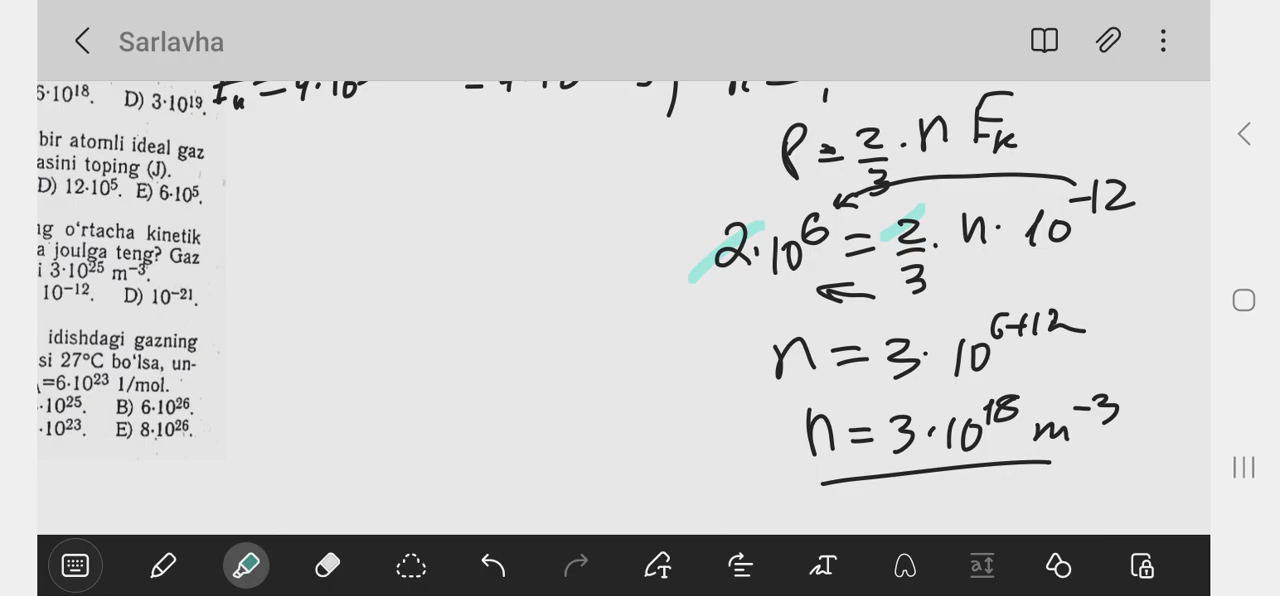 Sarlavha
6·10¹⁸. D) 3·10¹⁹.
bir atomli ideal gaz
asini toping (J).
D) 12·10⁵. E) 6·10⁵.
ng o'rtacha kinetik
a joulga teng? Gaz
i 3·10²⁵ m⁻³.
10⁻¹². D) 10⁻²¹.
idishdagi gazning
si 27°C bo'lsa, un-
=6·10²³ 1/mol.
·10²⁵. B) 6·10²⁶.
·10²³. E) 8·10²⁶.
P = 2/3 · n Eₖ
2·10⁶ = 2/3 · n · 10⁻¹²
n = 3 · 10⁶⁺¹²
n = 3 · 10¹⁸ m⁻³